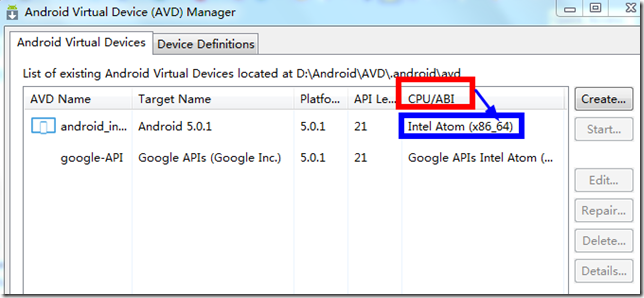 Android Virtual Device (AVD) Manager
Android Virtual Devices Device Definitions
List of existing Android Virtual Devices located at D:\Android\AVD\.android\avd
AVD Name Target Name Platfo... API Le... CPU/ABI
android_in... Android 5.0.1 5.0.1 21 Intel Atom (x86_64)
google-API Google APIs (Google Inc.) 5.0.1 21 Google APIs Intel Atom (...
Create...
Start...
Edit...
Repair...
Delete...
Details...